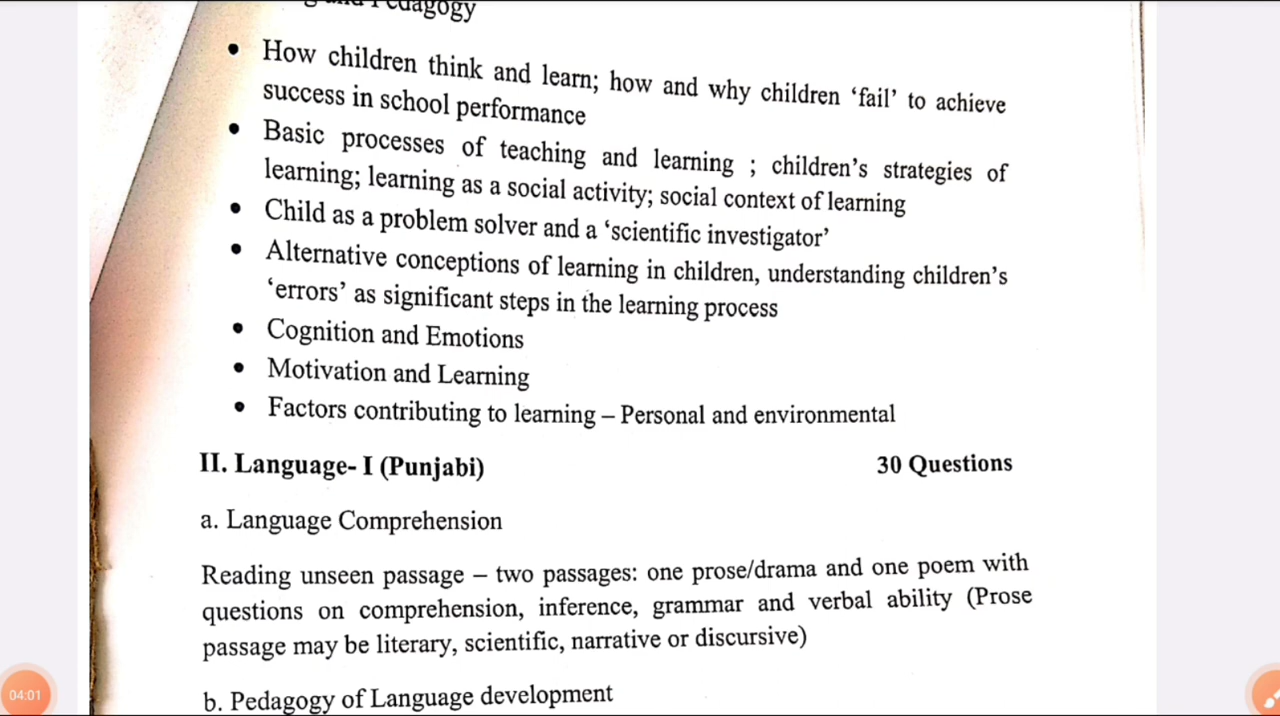 and Pedagogy
• How children think and learn; how and why children ‘fail’ to achieve
success in school performance
• Basic processes of teaching and learning ; children’s strategies of
learning; learning as a social activity; social context of learning
• Child as a problem solver and a ‘scientific investigator’
• Alternative conceptions of learning in children, understanding children’s
‘errors’ as significant steps in the learning process
• Cognition and Emotions
• Motivation and Learning
• Factors contributing to learning – Personal and environmental
II. Language- I (Punjabi) 30 Questions
a. Language Comprehension
Reading unseen passage – two passages: one prose/drama and one poem with
questions on comprehension, inference, grammar and verbal ability (Prose
passage may be literary, scientific, narrative or discursive)
b. Pedagogy of Language development
04:01